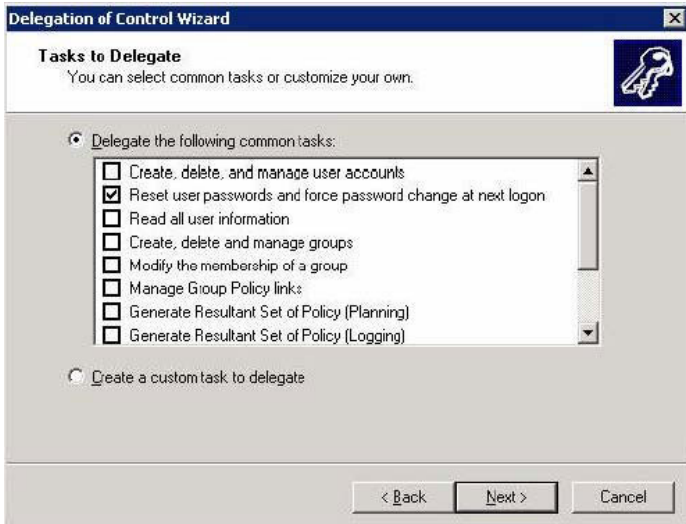 Delegation of Control Wizard
Tasks to Delegate
You can select common tasks or customize your own.
Delegate the following common tasks:
Create, delete, and manage user accounts
Reset user passwords and force password change at next logon
Read all user information
Create, delete and manage groups
Modify the membership of a group
Manage Group Policy links
Generate Resultant Set of Policy (Planning)
Generate Resultant Set of Policy (Logging)
Create a custom task to delegate
< Back
Next >
Cancel